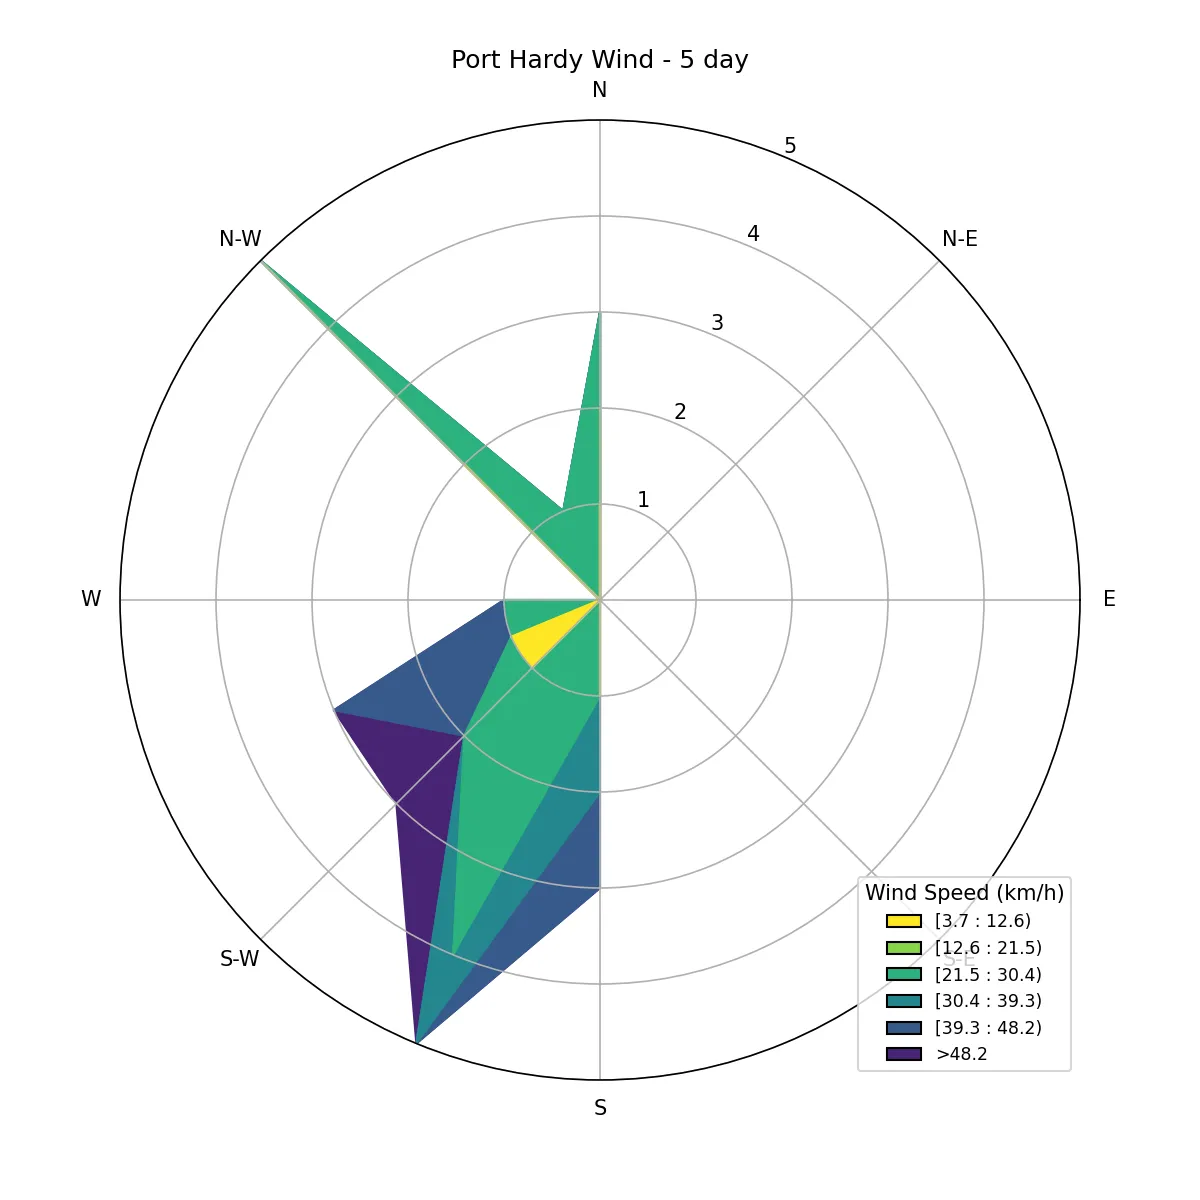 Port Hardy Wind - 5 day
N
5
N-W
4
N-E
3
2
1
W
E
Wind Speed (km/h)
[3.7 : 12.6)
[12.6 : 21.5)
S-W
S-E
[21.5 : 30.4)
[30.4 : 39.3)
[39.3 : 48.2)
>48.2
S